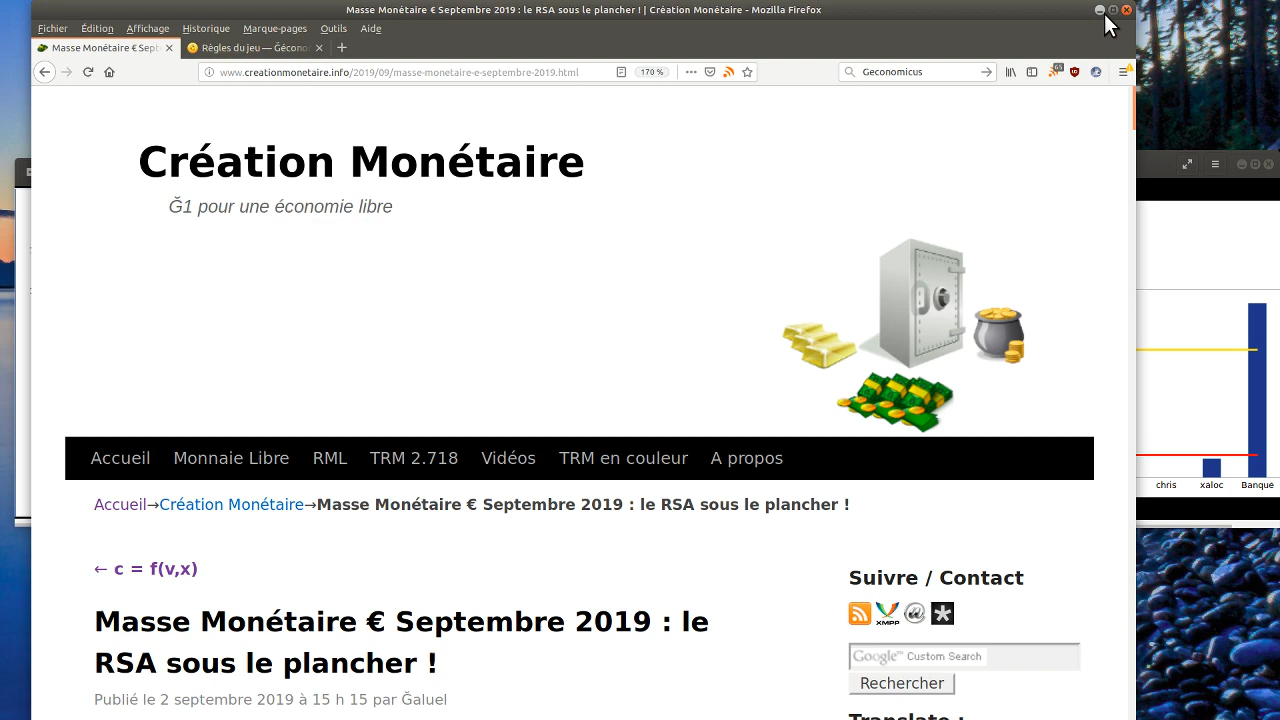 Masse Monétaire € Septembre 2019 : le RSA sous le plancher ! | Création Monétaire - Mozilla Firefox
Fichier Édition Affichage Historique Marque-pages Outils Aide
Masse Monétaire € Sept
Règles du jeu — Ğécono
www.creationmonetaire.info/2019/09/masse-monetaire-e-septembre-2019.html
170 %
Geconomicus
Création Monétaire
Ğ1 pour une économie libre
Accueil Monnaie Libre RML TRM 2.718 Vidéos TRM en couleur A propos
Accueil→Création Monétaire→Masse Monétaire € Septembre 2019 : le RSA sous le plancher !
← c = f(v,x)
Masse Monétaire € Septembre 2019 : le
RSA sous le plancher !
Publié le 2 septembre 2019 à 15 h 15 par Ğaluel
Suivre / Contact
XMPP
Google™ Custom Search
Rechercher
Translate :
chris xaloc Banque